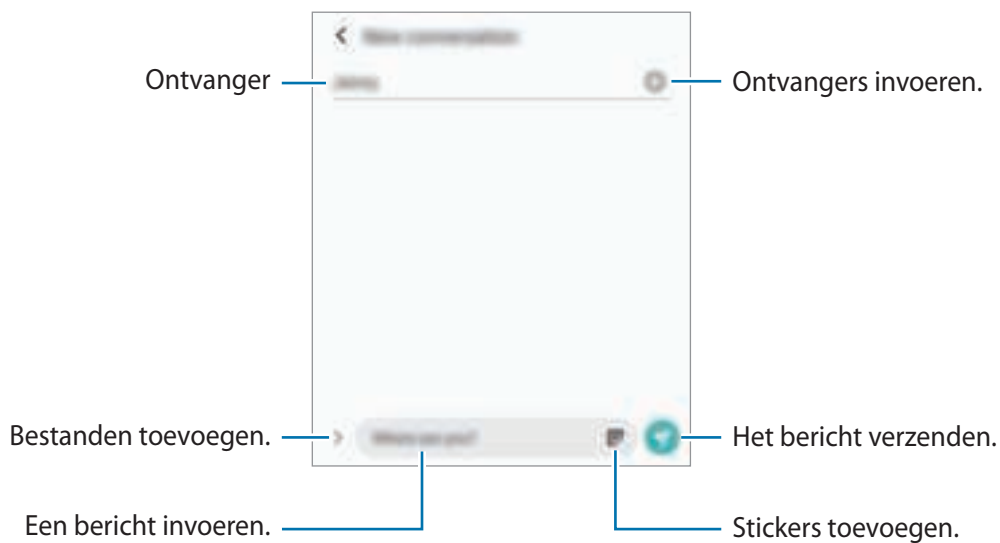 Ontvanger
Ontvangers invoeren.
Bestanden toevoegen.
Het bericht verzenden.
Een bericht invoeren.
Stickers toevoegen.